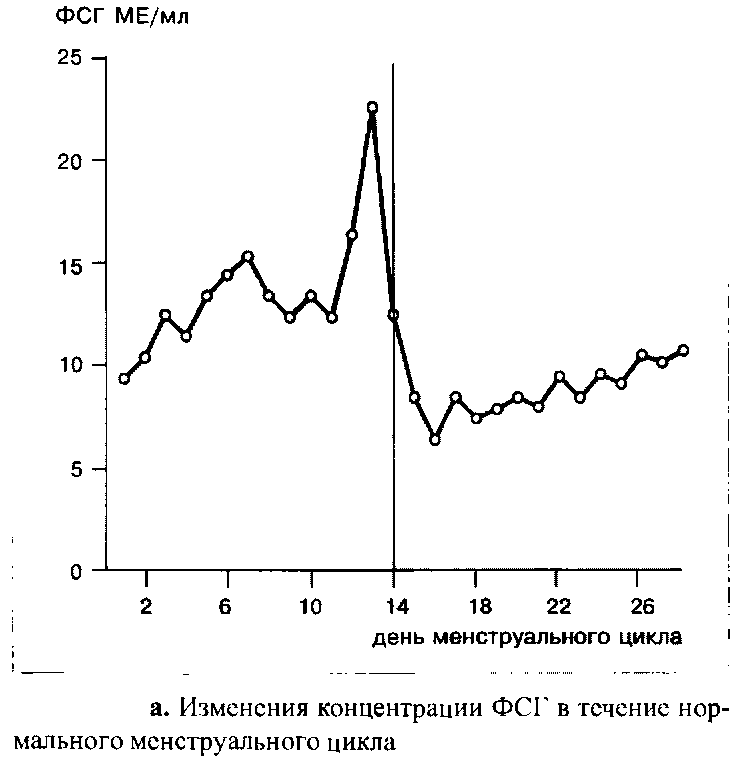 ФСГ МЕ/мл
25
20
15
10
5
0
2 6 10 14 18 22 26
день менструального цикла
а. Изменения концентрации ФСГ в течение нор-
мального менструального цикла